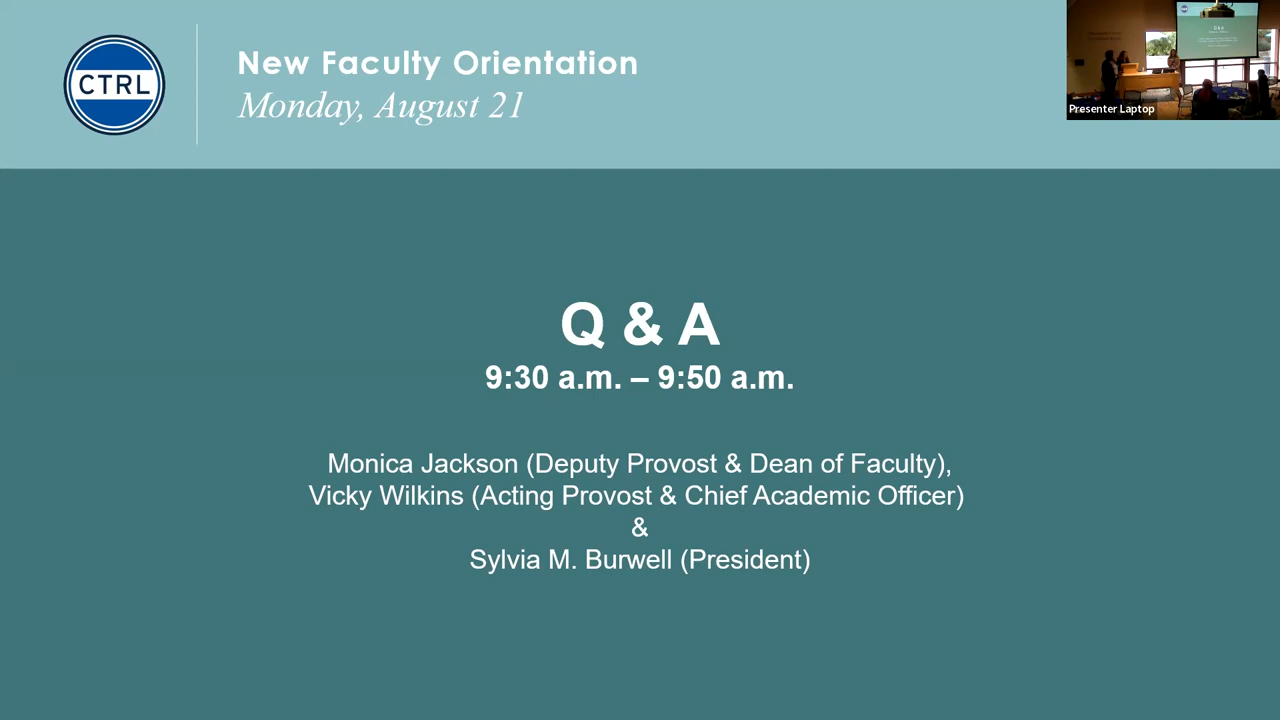 CTRL
New Faculty Orientation
Monday, August 21
Presenter Laptop
Q & A
9:30 a.m. – 9:50 a.m.
Monica Jackson (Deputy Provost & Dean of Faculty),
Vicky Wilkins (Acting Provost & Chief Academic Officer)
&
Sylvia M. Burwell (President)